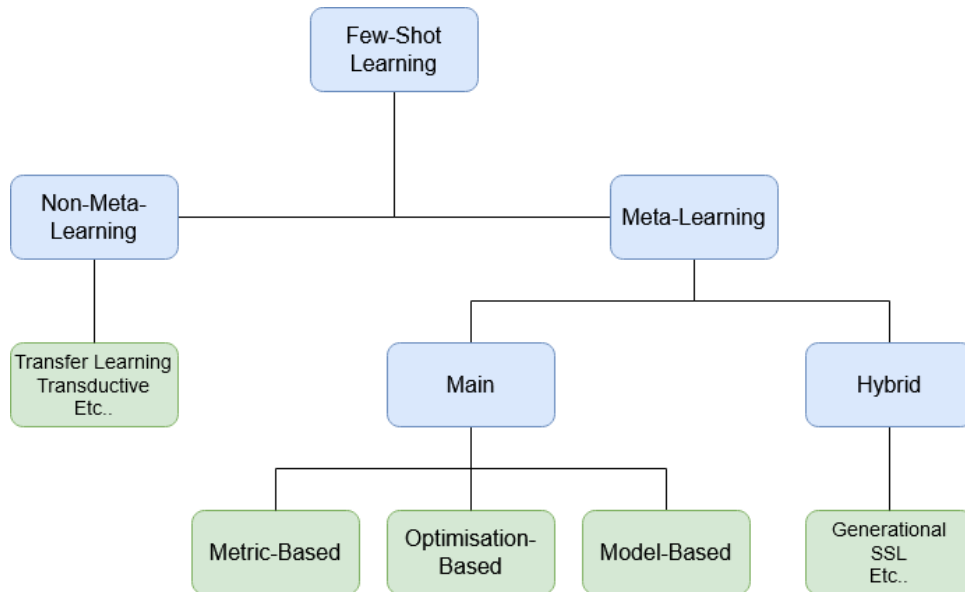 Few-Shot
Learning
Non-Meta-
Learning
Meta-Learning
Transfer Learning
Transductive
Etc..
Main
Hybrid
Metric-Based
Optimisation-
Based
Model-Based
Generational
SSL
Etc..